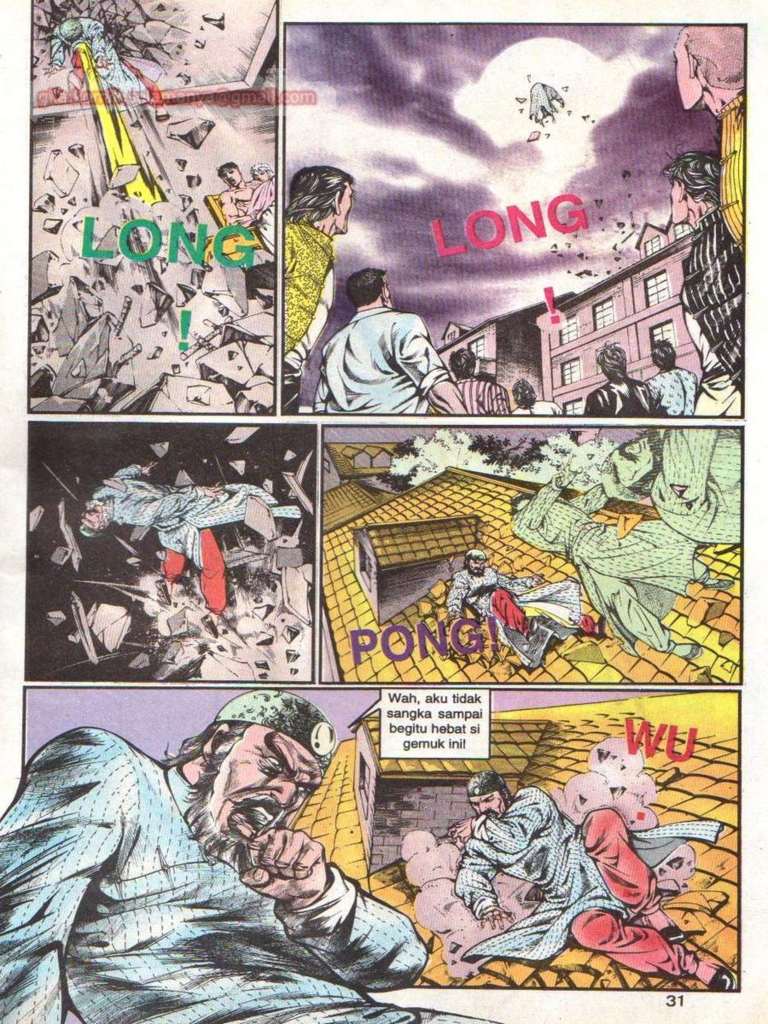 LONG
!
LONG
!
PONG!
Wah, aku tidak
sangka sampai
begitu hebat si
gemuk ini!
WU
31